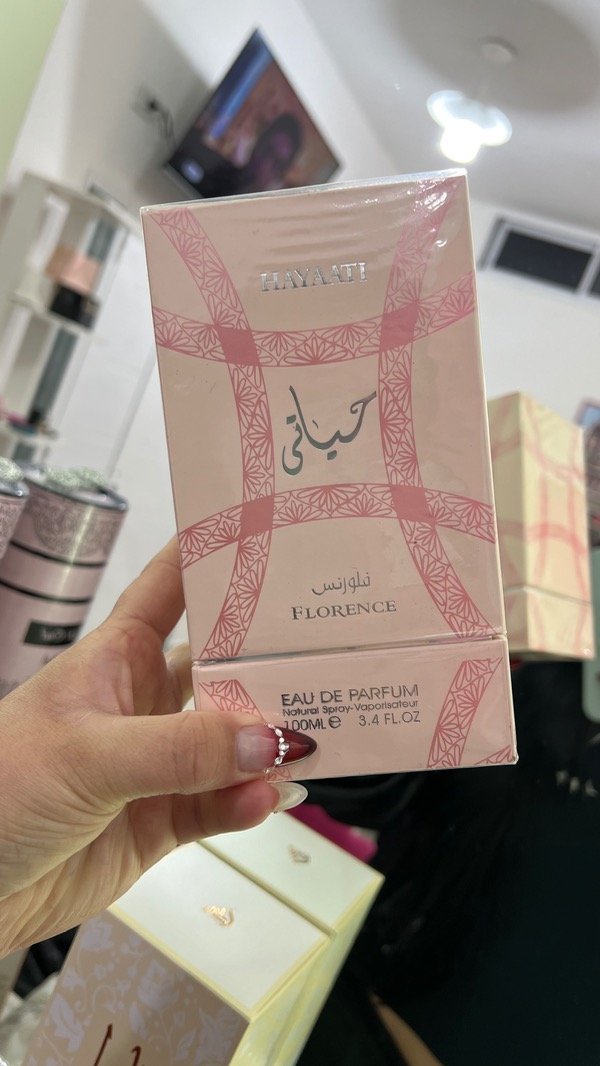 HAYAATI
حياتي
فلورنس
FLORENCE
EAU DE PARFUM
Natural Spray-Vaporisateur
100ML e 3.4 FL.OZ